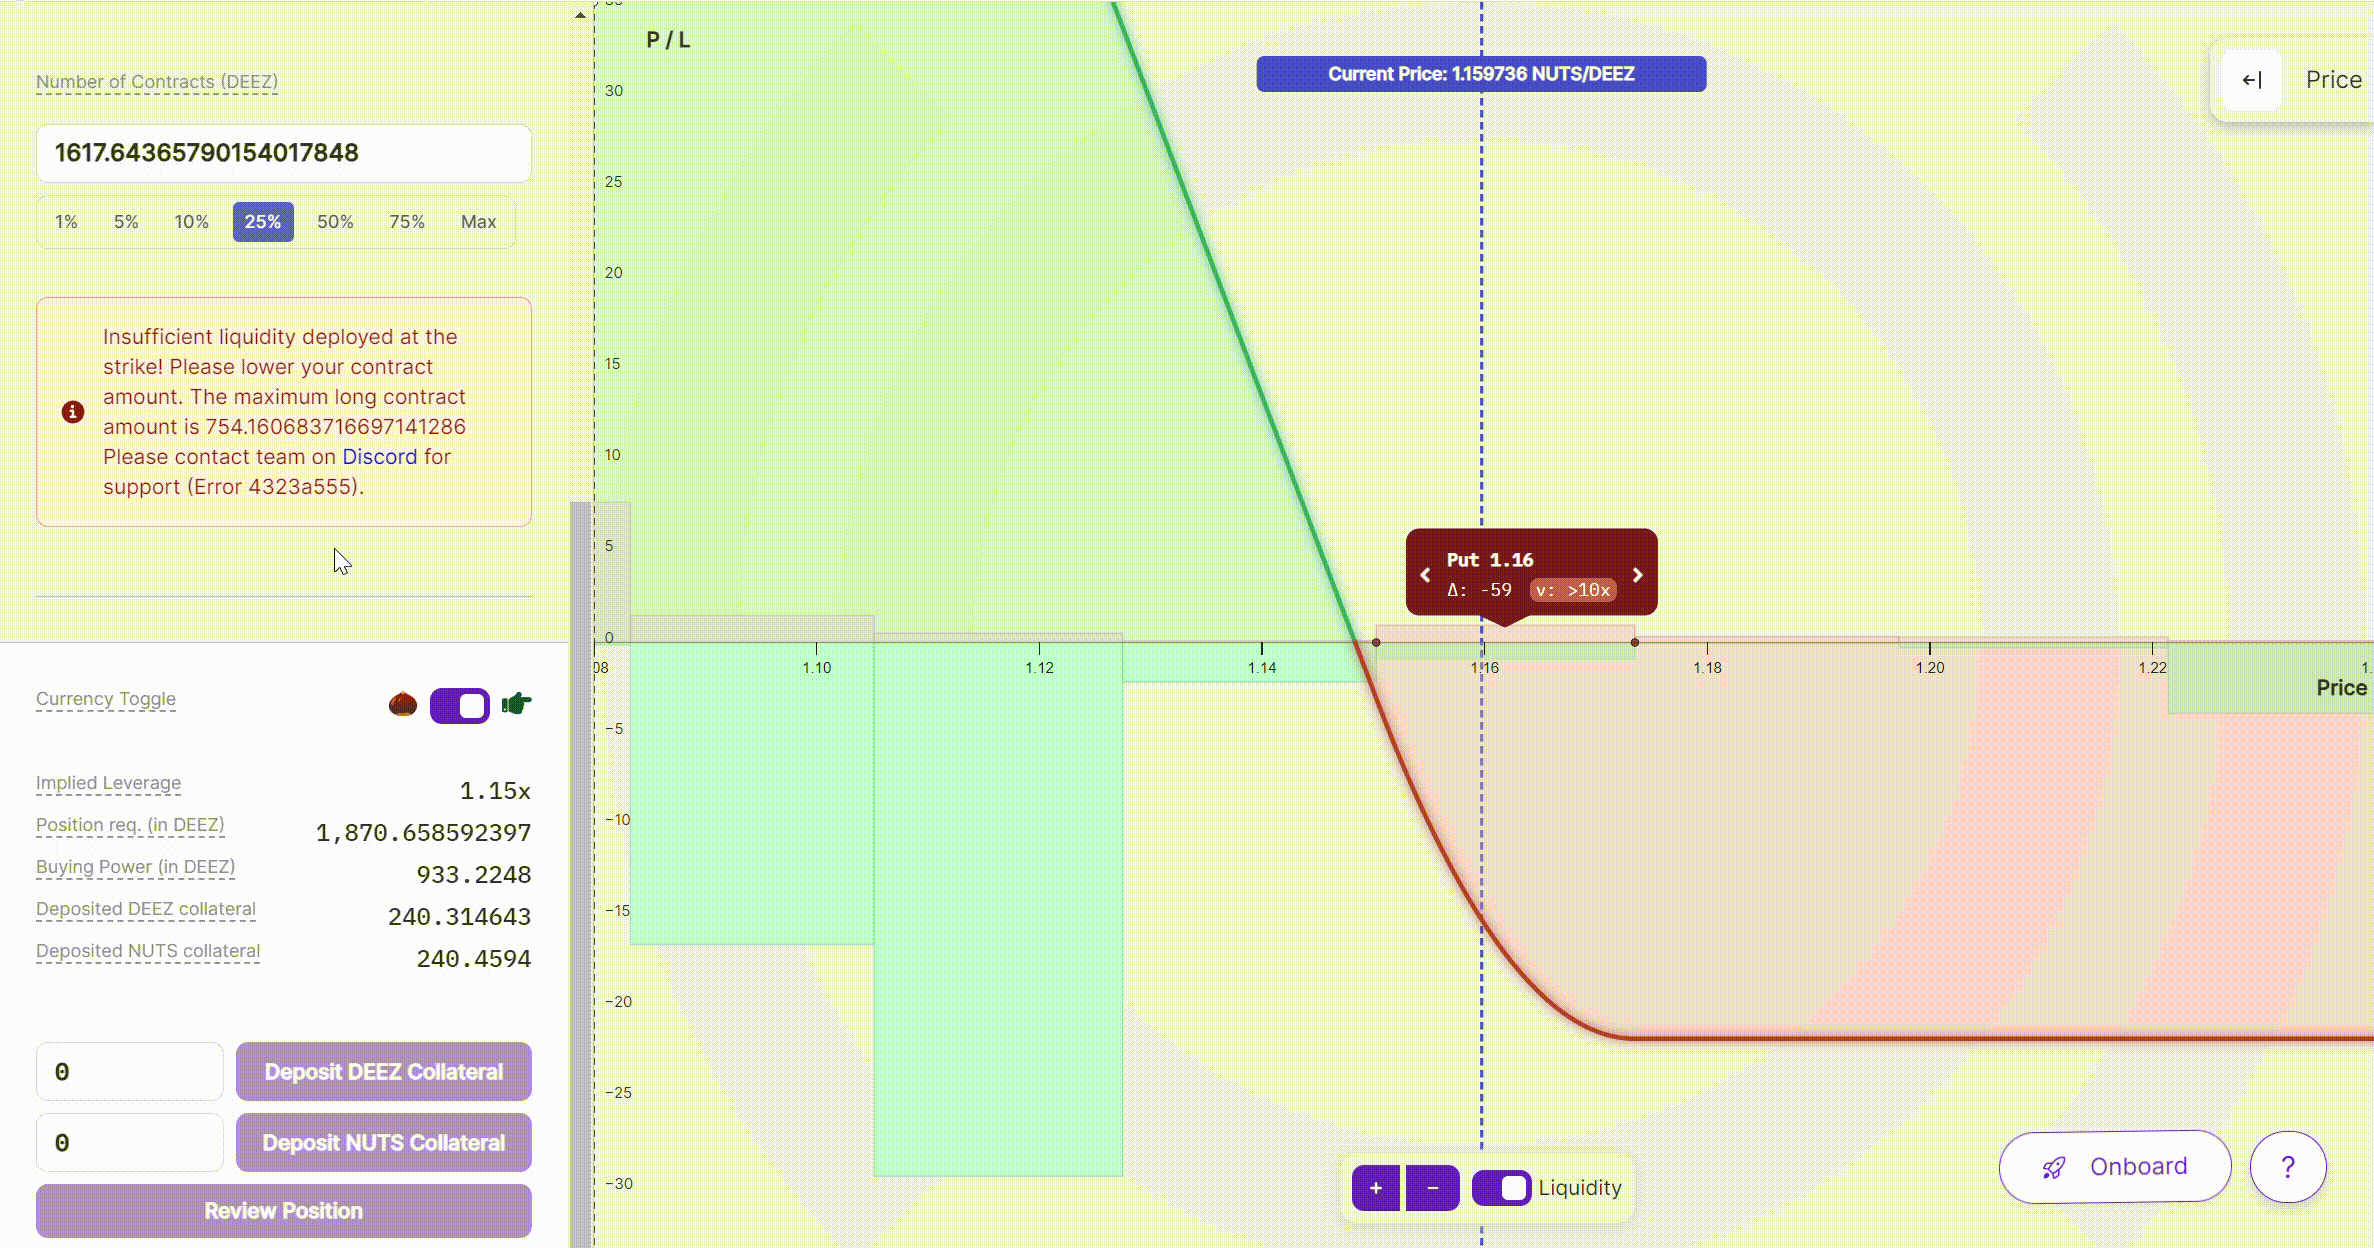 P / L
Current Price: 1.159736 NUTS/DEEZ
Price
Number of Contracts (DEEZ)
1617.64365790154017848
1% 5% 10% 25% 50% 75% Max
Insufficient liquidity deployed at the
strike! Please lower your contract
amount. The maximum long contract
amount is 754.160683716697141286
Please contact team on Discord for
support (Error 4323a555).
30
25
20
15
10
5
0
−5
−10
−15
−20
−25
−30
Put 1.16
Δ: -59 v: >10x
08 1.10 1.12 1.14 1.16 1.18 1.20 1.22 1.
Price
Currency Toggle
Implied Leverage 1.15x
Position req. (in DEEZ) 1,870.658592397
Buying Power (in DEEZ) 933.2248
Deposited DEEZ collateral 240.314643
Deposited NUTS collateral 240.4594
0 Deposit DEEZ Collateral
0 Deposit NUTS Collateral
Review Position
+ − Liquidity
Onboard ?